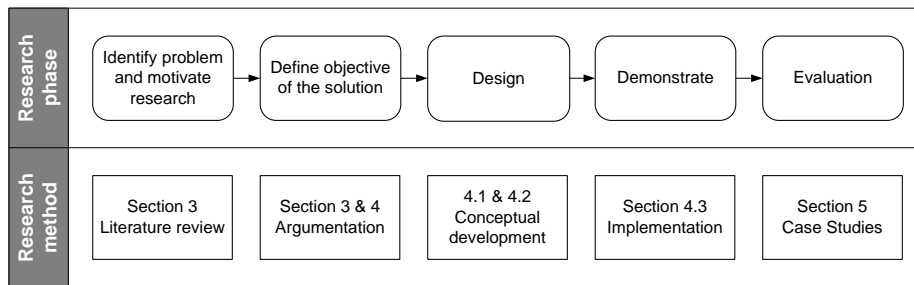 Research
phase
Identify problem
and motivate
research
Define objective
of the solution
Design
Demonstrate
Evaluation
Research
method
Section 3
Literature review
Section 3 & 4
Argumentation
4.1 & 4.2
Conceptual
development
Section 4.3
Implementation
Section 5
Case Studies